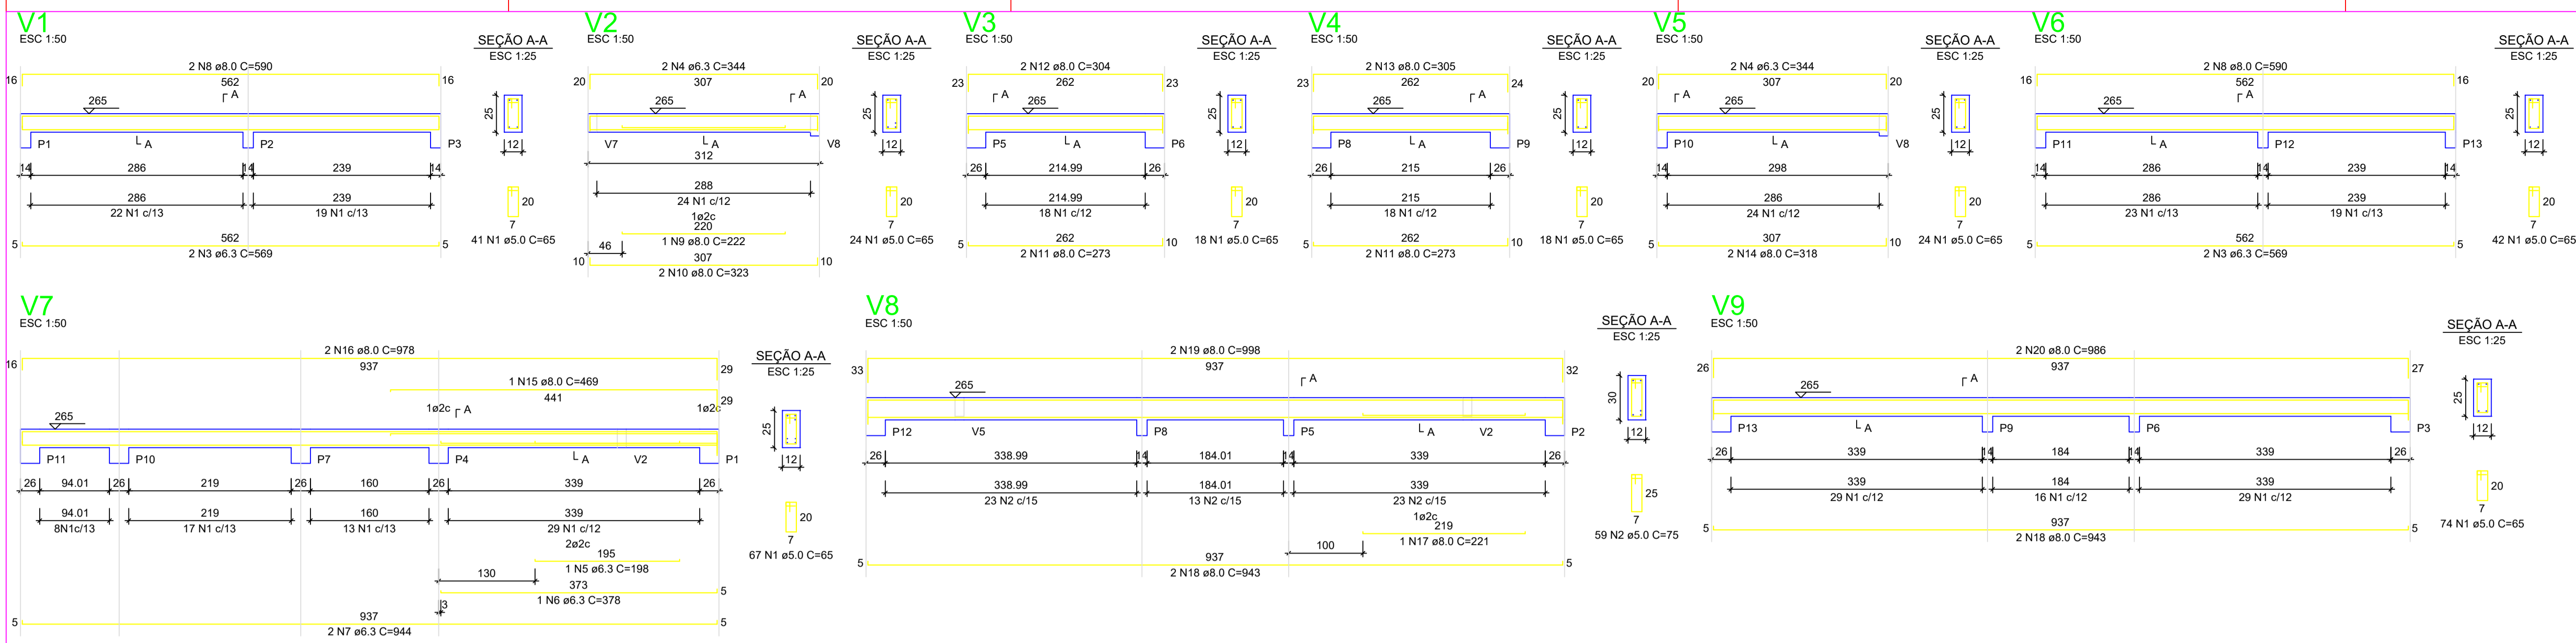 V1
ESC 1:50
SEÇÃO A-A
ESC 1:25
2 N8 ø8.0 C=590
16 562 16
A
265
25
P1 A P2 P3
12
14 286 14 239 14
286 239
22 N1 c/13 19 N1 c/13
20
7
41 N1 ø5.0 C=65
5 562 5
2 N3 ø6.3 C=569
V2
ESC 1:50
SEÇÃO A-A
ESC 1:25
2 N4 ø6.3 C=344
20 307 20
265 A
25
V7 A V8
12
312
288
24 N1 c/12
1ø2c
220
1 N9 ø8.0 C=222
46
20
7
24 N1 ø5.0 C=65
10 307 10
2 N10 ø8.0 C=323
V3
ESC 1:50
SEÇÃO A-A
ESC 1:25
2 N12 ø8.0 C=304
23 262 23
A 265
25
P5 A P6
12
26 214.99 26
214.99
18 N1 c/12
20
7
18 N1 ø5.0 C=65
5 262 10
2 N11 ø8.0 C=273
V4
ESC 1:50
SEÇÃO A-A
ESC 1:25
2 N13 ø8.0 C=305
23 262 24
265 A
25
P8 A P9
12
26 215 26
215
18 N1 c/12
20
7
18 N1 ø5.0 C=65
5 262 10
2 N11 ø8.0 C=273
V5
ESC 1:50
SEÇÃO A-A
ESC 1:25
2 N4 ø6.3 C=344
20 307 20
A 265
25
P10 A V8
12
14 298
286
24 N1 c/12
20
7
24 N1 ø5.0 C=65
5 307 10
2 N14 ø8.0 C=318
V6
ESC 1:50
SEÇÃO A-A
ESC 1:25
2 N8 ø8.0 C=590
16 562 16
265 A
25
P11 A P12 P13
12
14 286 14 239 14
286 239
23 N1 c/13 19 N1 c/13
20
7
42 N1 ø5.0 C=65
5 562 5
2 N3 ø6.3 C=569
V7
ESC 1:50
SEÇÃO A-A
ESC 1:25
2 N16 ø8.0 C=978
16 937 29
1 N15 ø8.0 C=469
441 29
1ø2c A 1ø2c
265
25
P11 P10 P7 P4 A V2 P1
12
26 94.01 26 219 26 160 26 339 26
94.01 219 160 339
8N1c/13 17 N1 c/13 13 N1 c/13 29 N1 c/12
20
7
67 N1 ø5.0 C=65
2ø2c
195
1 N5 ø6.3 C=198
130
373 5
1 N6 ø6.3 C=378
3
5 937 5
2 N7 ø6.3 C=944
V8
ESC 1:50
SEÇÃO A-A
ESC 1:25
2 N19 ø8.0 C=998
33 937 32
265 A
30
P12 V5 P8 P5 A V2 P2
12
26 338.99 14 184.01 14 339 26
338.99 184.01 339
23 N2 c/15 13 N2 c/15 23 N2 c/15
25
7
59 N2 ø5.0 C=75
1ø2c
219
1 N17 ø8.0 C=221
100
5 937 5
2 N18 ø8.0 C=943
V9
ESC 1:50
SEÇÃO A-A
ESC 1:25
2 N20 ø8.0 C=986
26 937 27
265 A
25
P13 A P9 P6 P3
12
26 339 14 184 14 339 26
339 184 339
29 N1 c/12 16 N1 c/12 29 N1 c/12
20
7
74 N1 ø5.0 C=65
5 937 5
2 N18 ø8.0 C=943